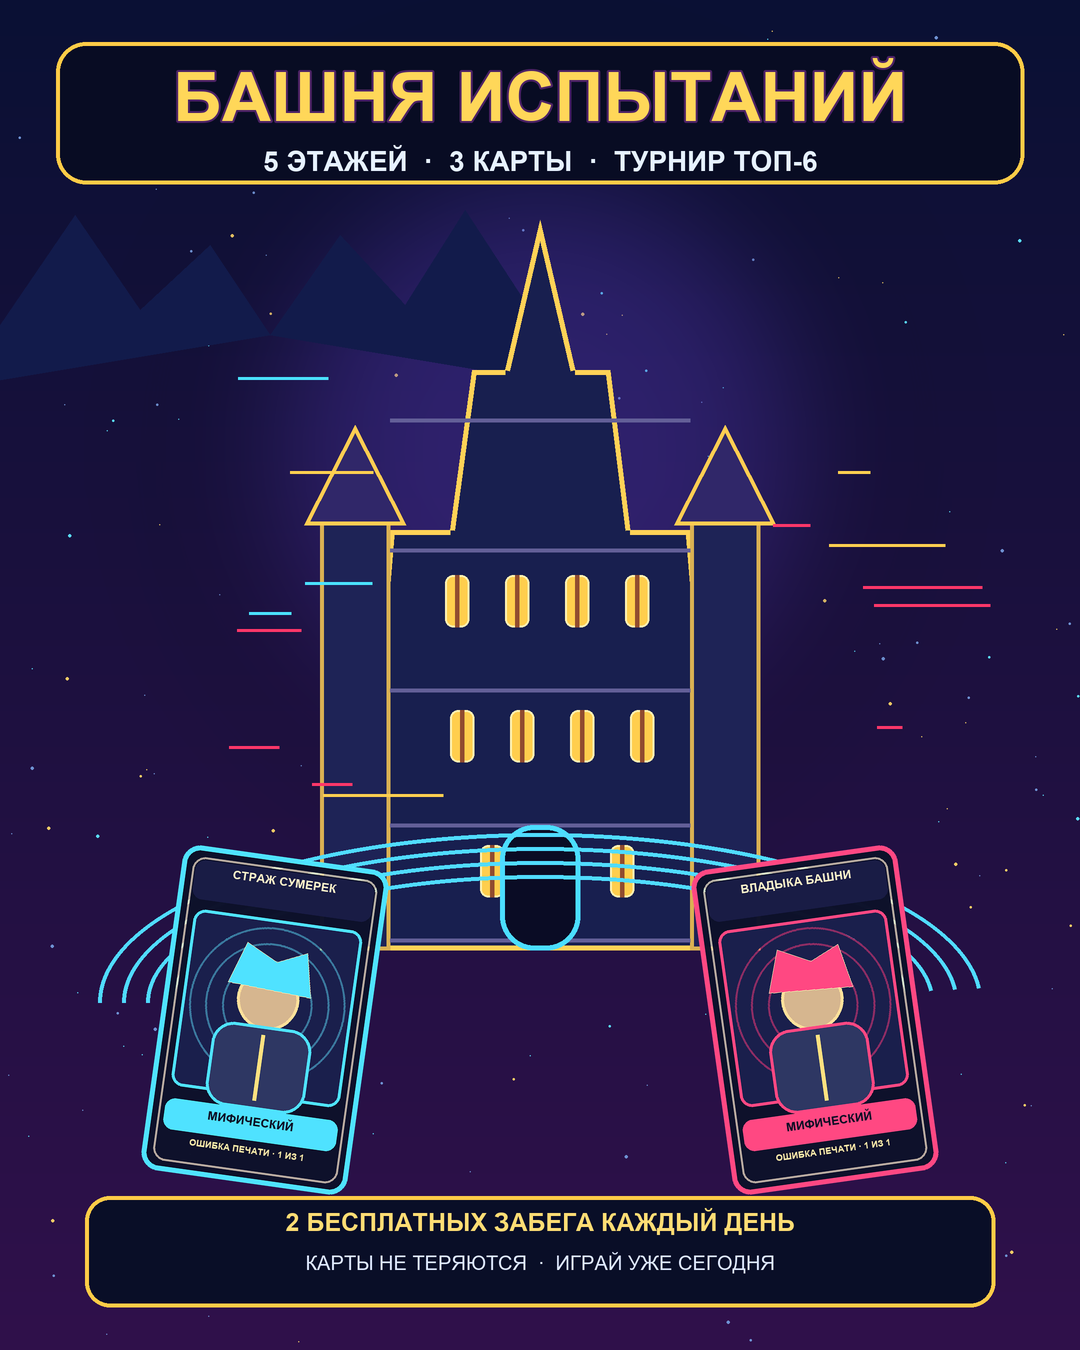 БАШНЯ ИСПЫТАНИЙ
5 ЭТАЖЕЙ · 3 КАРТЫ · ТУРНИР ТОП-6
СТРАЖ СУМЕРЕК
МИФИЧЕСКИЙ
ОШИБКА ПЕЧАТИ · 1 ИЗ 1
ВЛАДЫКА БАШНИ
МИФИЧЕСКИЙ
ОШИБКА ПЕЧАТИ · 1 ИЗ 1
2 БЕСПЛАТНЫХ ЗАБЕГА КАЖДЫЙ ДЕНЬ
КАРТЫ НЕ ТЕРЯЮТСЯ · ИГРАЙ УЖЕ СЕГОДНЯ